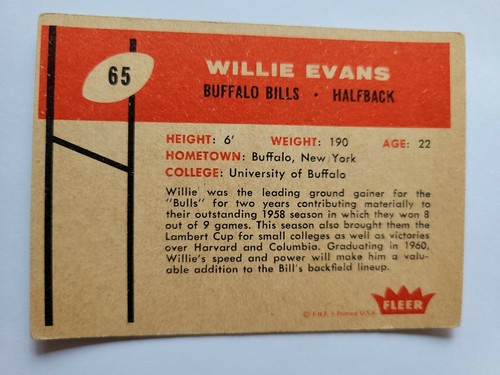 65
WILLIE EVANS
BUFFALO BILLS • HALFBACK
HEIGHT: 6' WEIGHT: 190 AGE: 22
HOMETOWN: Buffalo, New York
COLLEGE: University of Buffalo
Willie was the leading ground gainer for the
"Bulls" for two years contributing materially to
their outstanding 1958 season in which they won 8
out of 9 games. This season also brought them the
Lambert Cup for small colleges as well as victories
over Harvard and Columbia. Graduating in 1960,
Willie's speed and power will make him a valu-
able addition to the Bill's backfield lineup.
FLEER
Printed U.S.A.